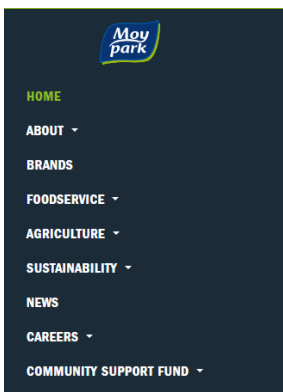 Moy
park
HOME
ABOUT
BRANDS
FOODSERVICE
AGRICULTURE
SUSTAINABILITY
NEWS
CAREERS
COMMUNITY SUPPORT FUND